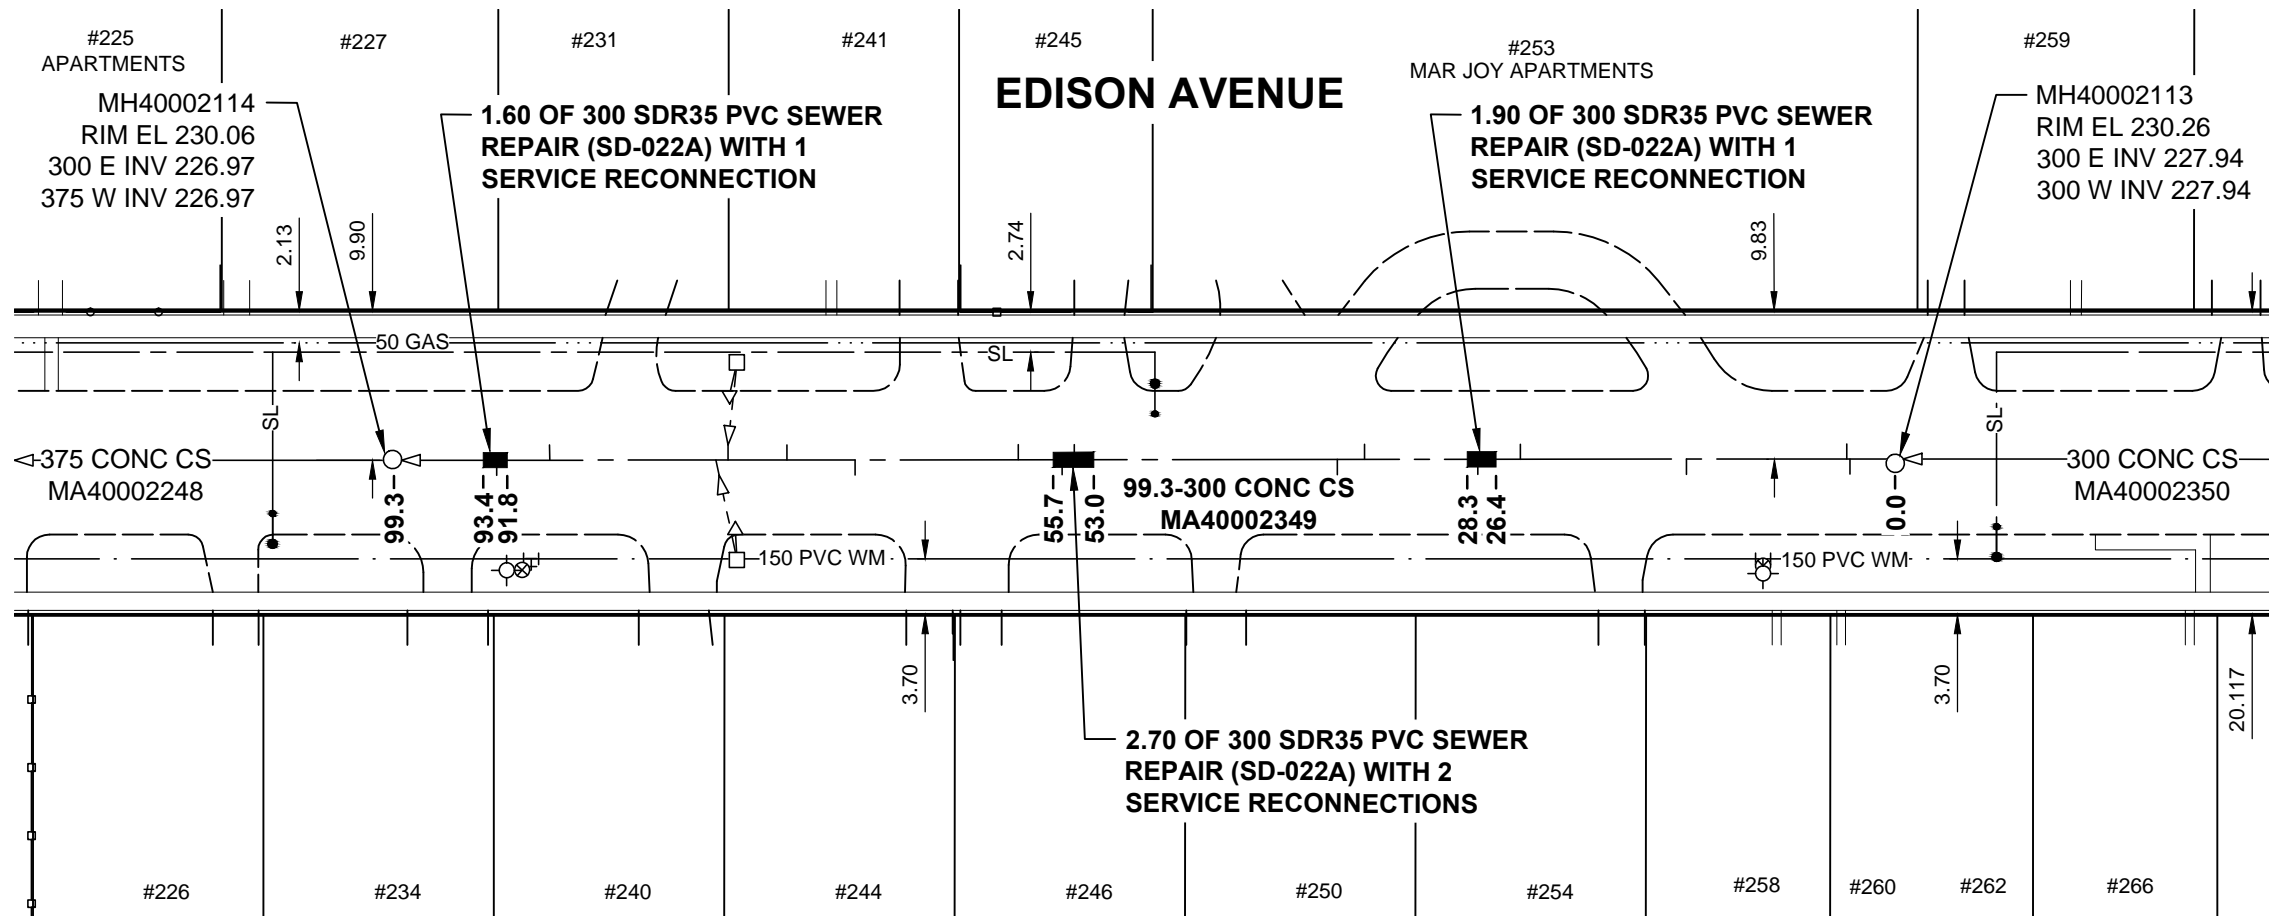 #225
APARTMENTS
#227
#231
#241
#245
#253
MAR JOY APARTMENTS
#259
EDISON AVENUE
MH40002114
RIM EL 230.06
300 E INV 226.97
375 W INV 226.97
1.60 OF 300 SDR35 PVC SEWER
REPAIR (SD-022A) WITH 1
SERVICE RECONNECTION
1.90 OF 300 SDR35 PVC SEWER
REPAIR (SD-022A) WITH 1
SERVICE RECONNECTION
MH40002113
RIM EL 230.26
300 E INV 227.94
300 W INV 227.94
2.13
9.90
2.74
9.83
50 GAS
SL
SL
SL
375 CONC CS
MA40002248
99.3
93.4
91.8
55.7
53.0
99.3-300 CONC CS
MA40002349
28.3
26.4
0.0
300 CONC CS
MA40002350
150 PVC WM
H
150 PVC WM
3.70
3.70
20.117
2.70 OF 300 SDR35 PVC SEWER
REPAIR (SD-022A) WITH 2
SERVICE RECONNECTIONS
#226
#234
#240
#244
#246
#250
#254
#258
#260
#262
#266